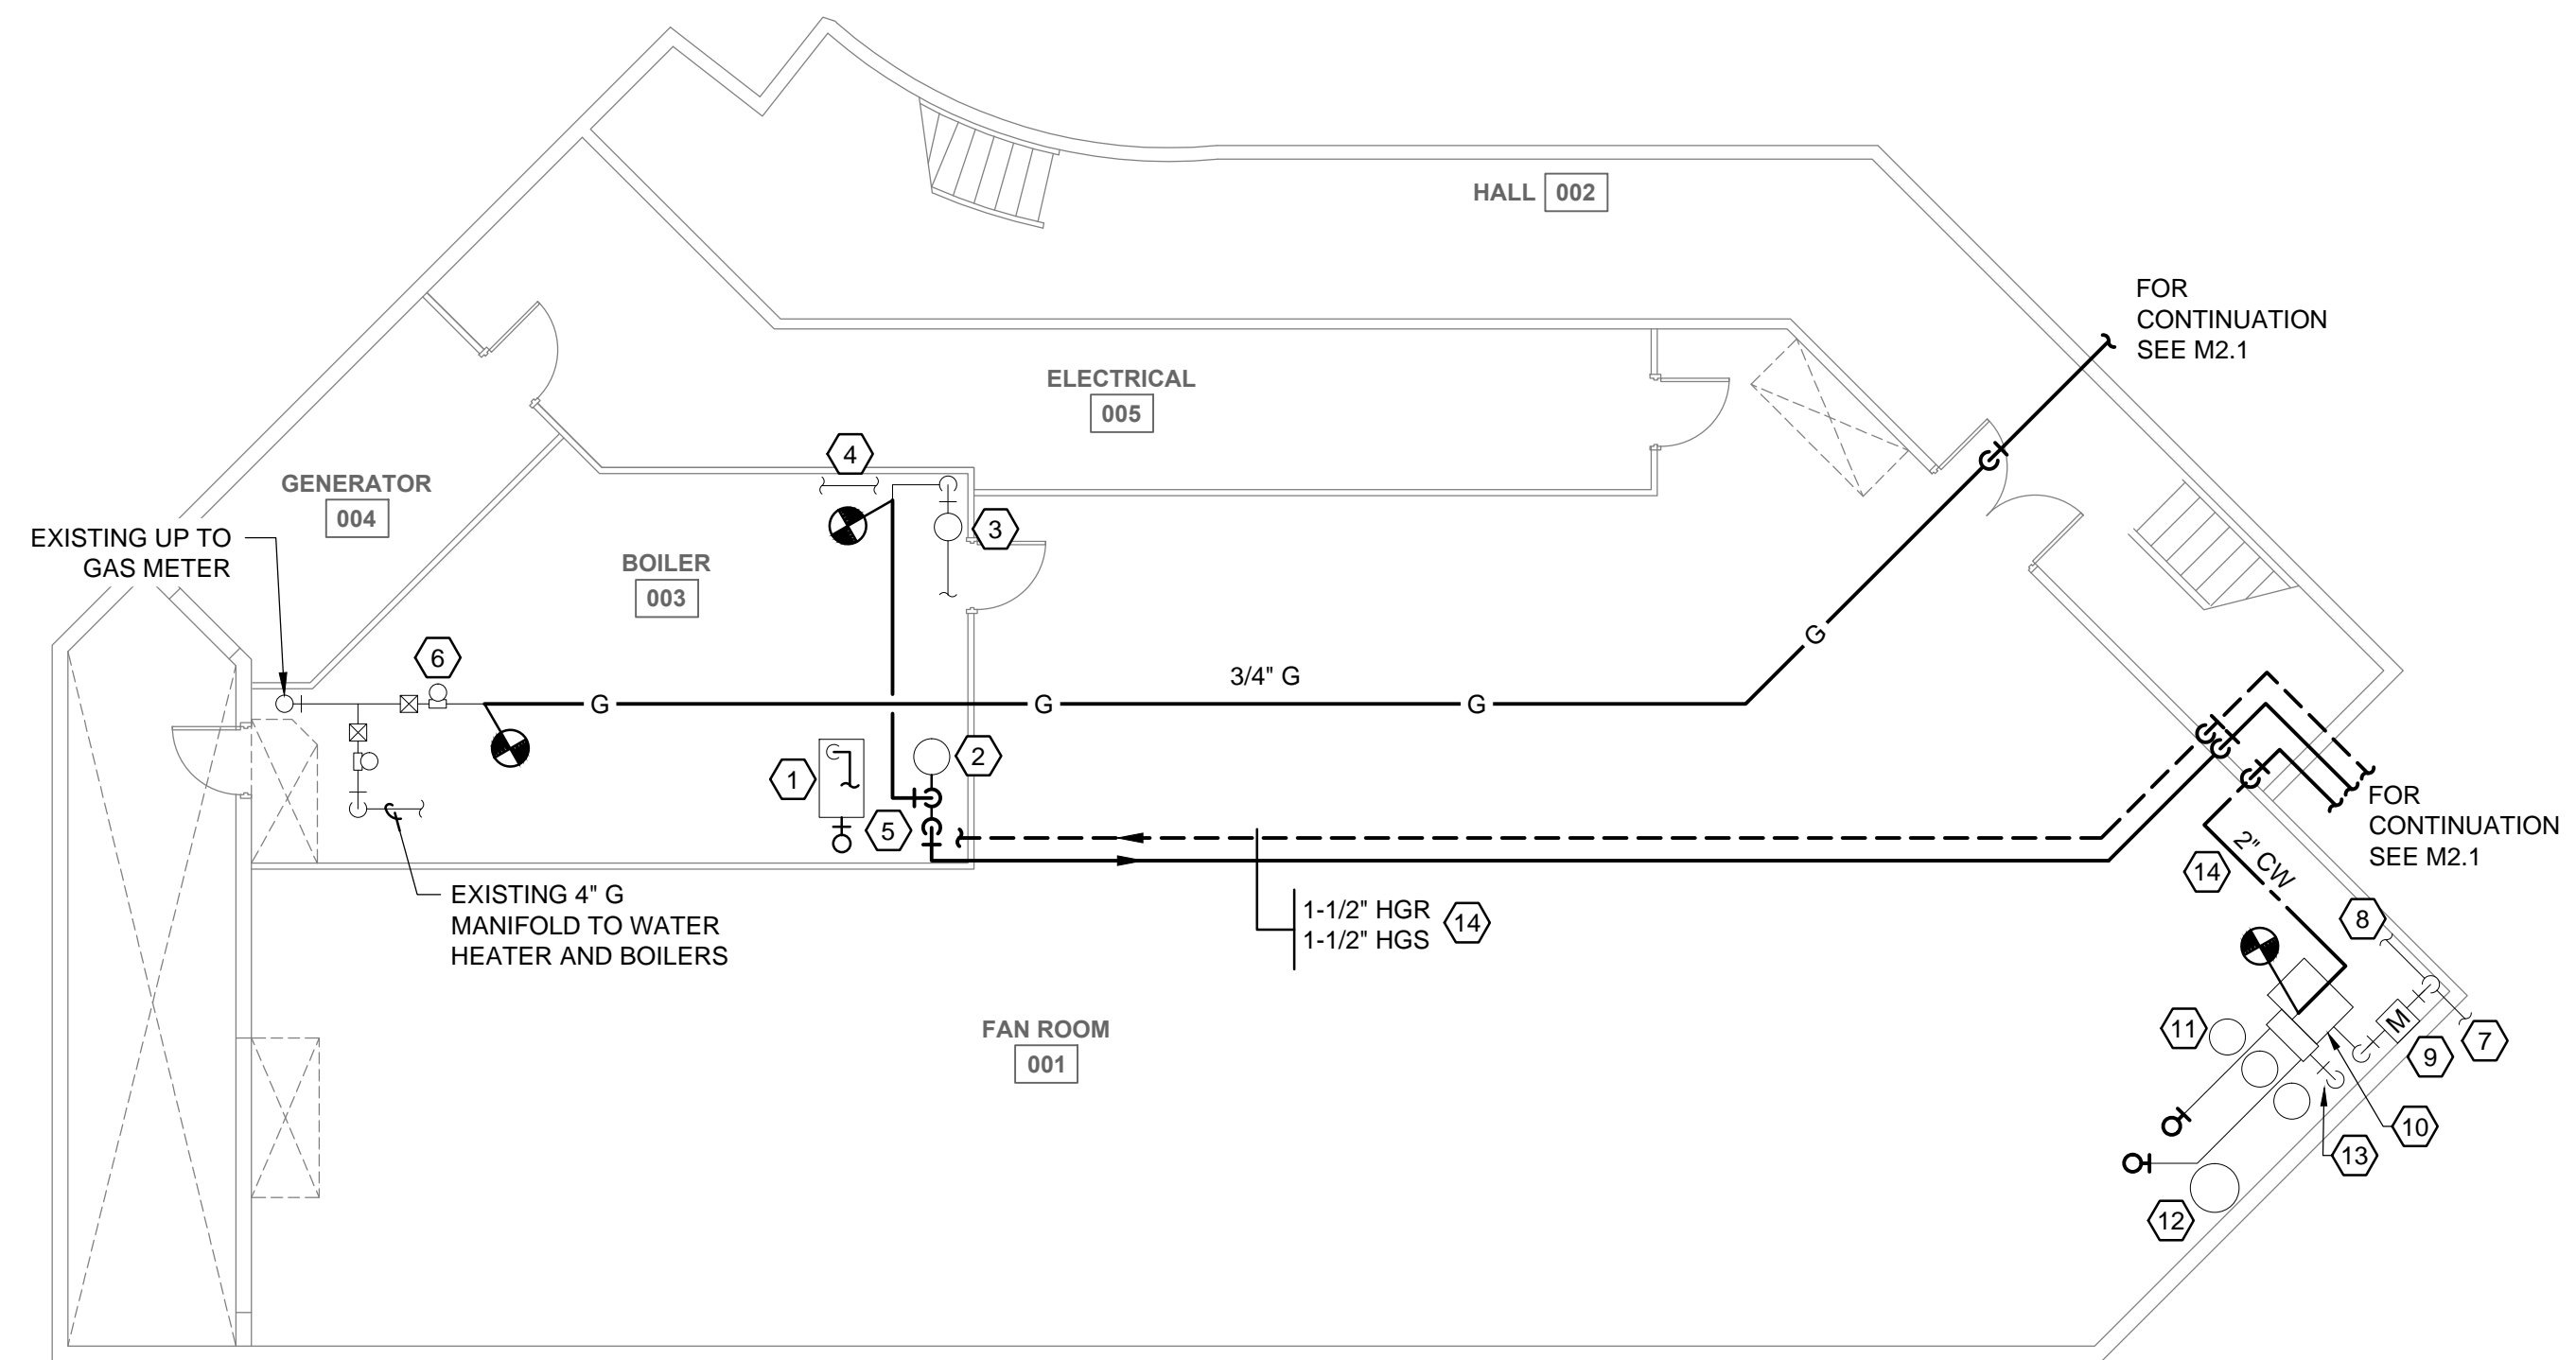 HALL 002
FOR
CONTINUATION
SEE M2.1
ELECTRICAL
005
4
GENERATOR
004
3
EXISTING UP TO
GAS METER
BOILER
003
6
3/4" G
G
G
G
G
1
2
5
FOR
CONTINUATION
SEE M2.1
2" CW
14
EXISTING 4" G
MANIFOLD TO WATER
HEATER AND BOILERS
1-1/2" HGR
1-1/2" HGS
14
8
FAN ROOM
001
11
M
7
9
10
13
12